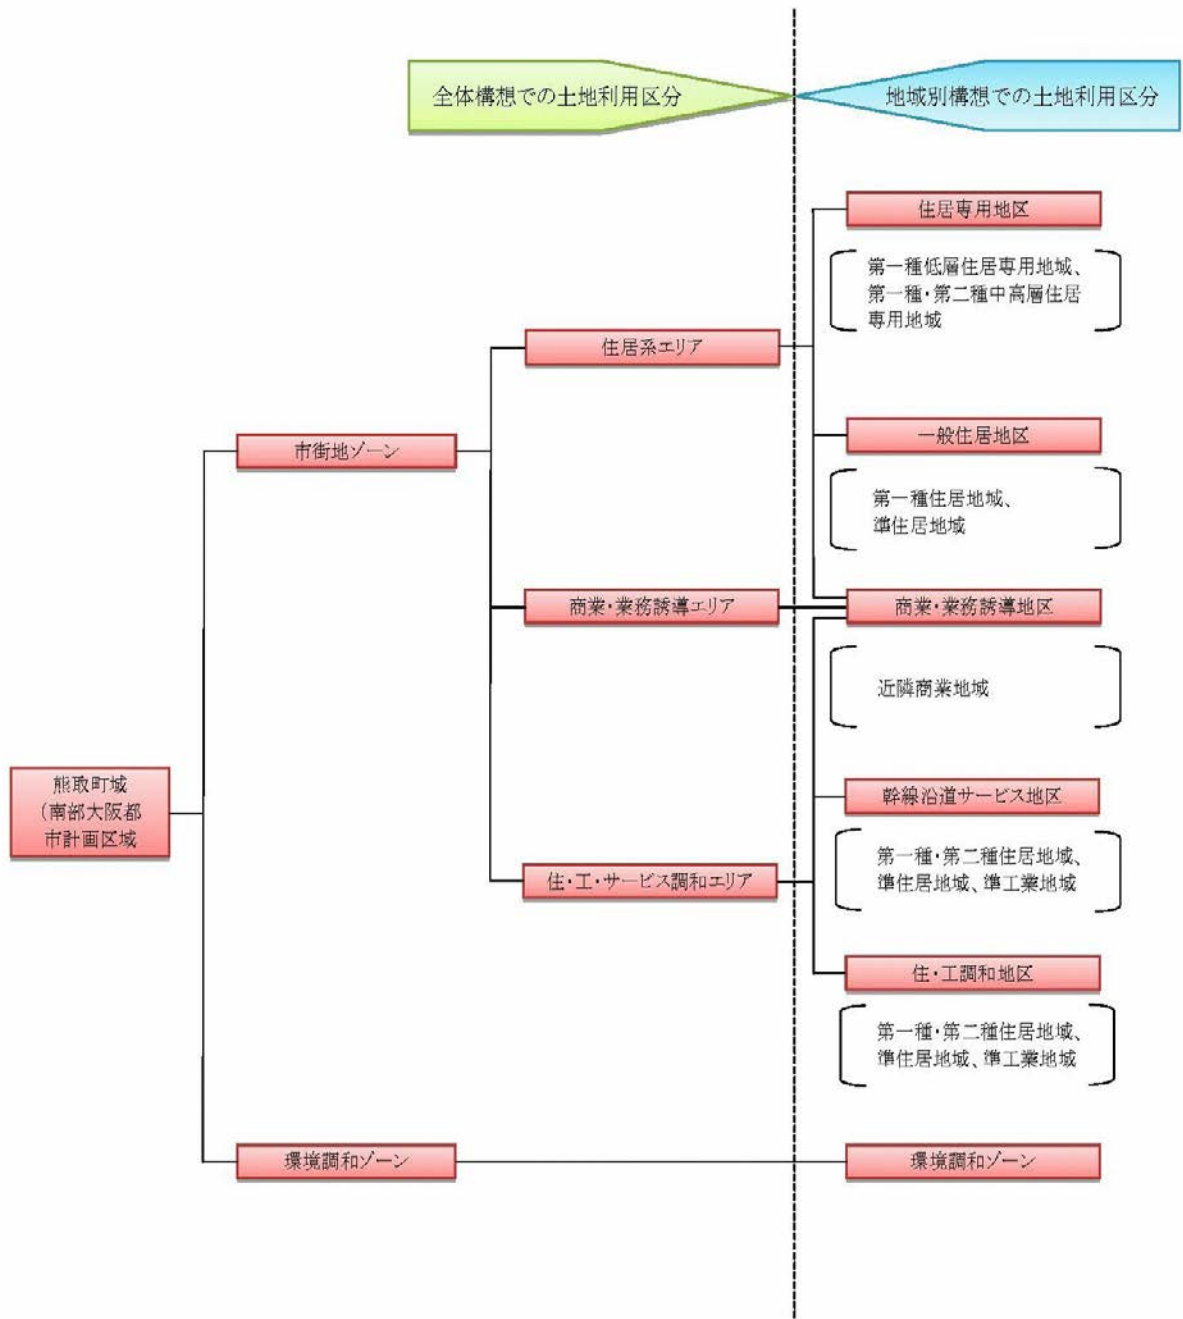 全体構想での土地利用区分
地域別構想での土地利用区分
住居専用地区
第一種低層住居専用地域、
第一種・第二種中高層住居
専用地域
住居系エリア
一般住居地区
市街地ゾーン
第一種住居地域、
準住居地域
商業・業務誘導エリア
商業・業務誘導地区
近隣商業地域
熊取町域
(南部大阪都
市計画区域
幹線沿道サービス地区
第一種・第二種住居地域、
準住居地域、準工業地域
住・工・サービス調和エリア
住・工調和地区
第一種・第二種住居地域、
準住居地域、準工業地域
環境調和ゾーン
環境調和ゾーン